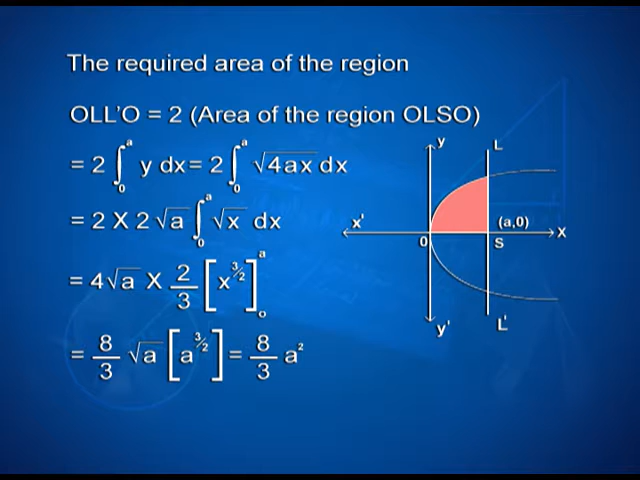 The required area of the region
OLL'O = 2 (Area of the region OLSO)
= 2 ∫₀ᵃ y dx = 2 ∫₀ᵃ √4ax dx
= 2 X 2 √a ∫₀ᵃ √x dx
= 4√a X 2/3 [x^3/2]₀ᵃ
= 8/3 √a [a^3/2] = 8/3 a²
y
L
x'
(a,0)
x
O
S
y'
L'